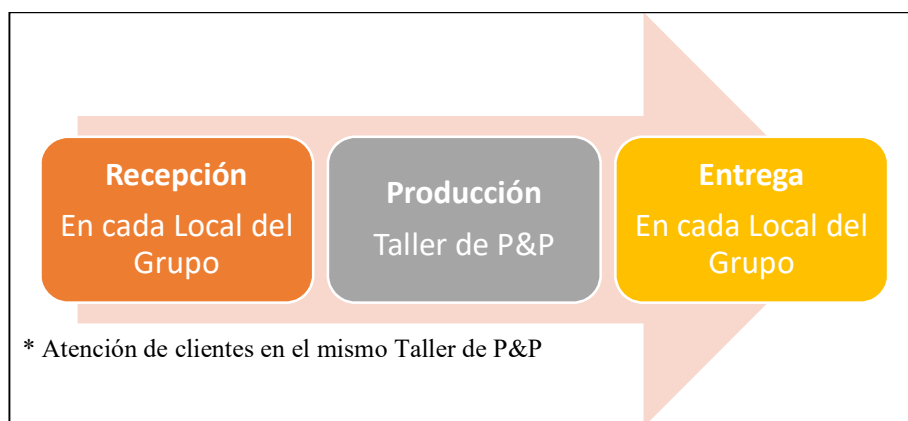 Recepción
En cada Local del
Grupo
Producción
Taller de P&P
Entrega
En cada Local del
Grupo
* Atención de clientes en el mismo Taller de P&P